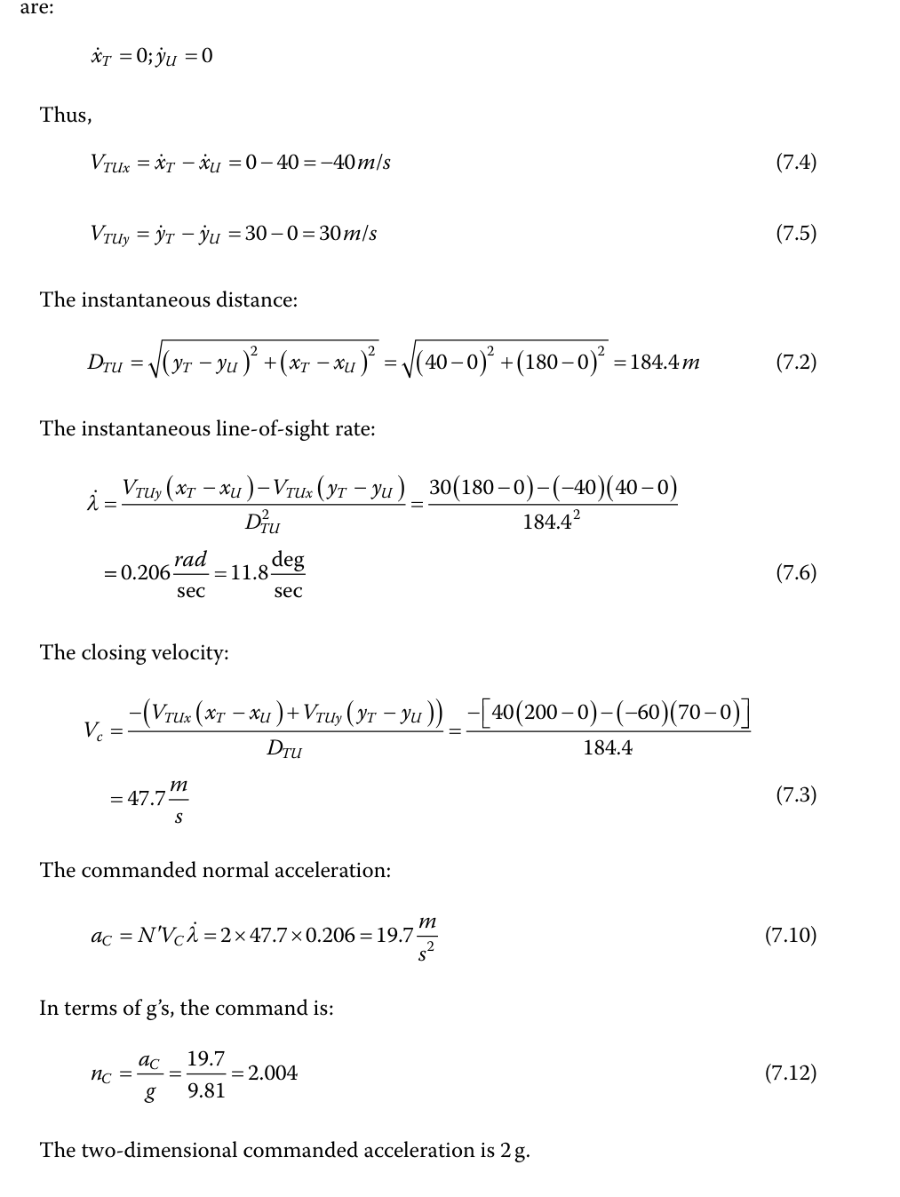 are:
ẋ_T = 0; ẏ_U = 0
Thus,
V_TUx = ẋ_T − ẋ_U = 0 − 40 = −40 m/s (7.4)
V_TUy = ẏ_T − ẏ_U = 30 − 0 = 30 m/s (7.5)
The instantaneous distance:
D_TU = √((y_T − y_U)² + (x_T − x_U)²) = √((40 − 0)² + (180 − 0)²) = 184.4 m (7.2)
The instantaneous line-of-sight rate:
λ̇ = (V_TUy (x_T − x_U) − V_TUx (y_T − y_U)) / D²_TU = (30(180 − 0) − (−40)(40 − 0)) / 184.4²
= 0.206 rad/sec = 11.8 deg/sec (7.6)
The closing velocity:
V_c = −(V_TUx (x_T − x_U) + V_TUy (y_T − y_U)) / D_TU = −[40(200 − 0) − (−60)(70 − 0)] / 184.4
= 47.7 m/s (7.3)
The commanded normal acceleration:
a_C = N′V_C λ̇ = 2 × 47.7 × 0.206 = 19.7 m/s² (7.10)
In terms of g’s, the command is:
n_C = a_C/g = 19.7/9.81 = 2.004 (7.12)
The two-dimensional commanded acceleration is 2 g.